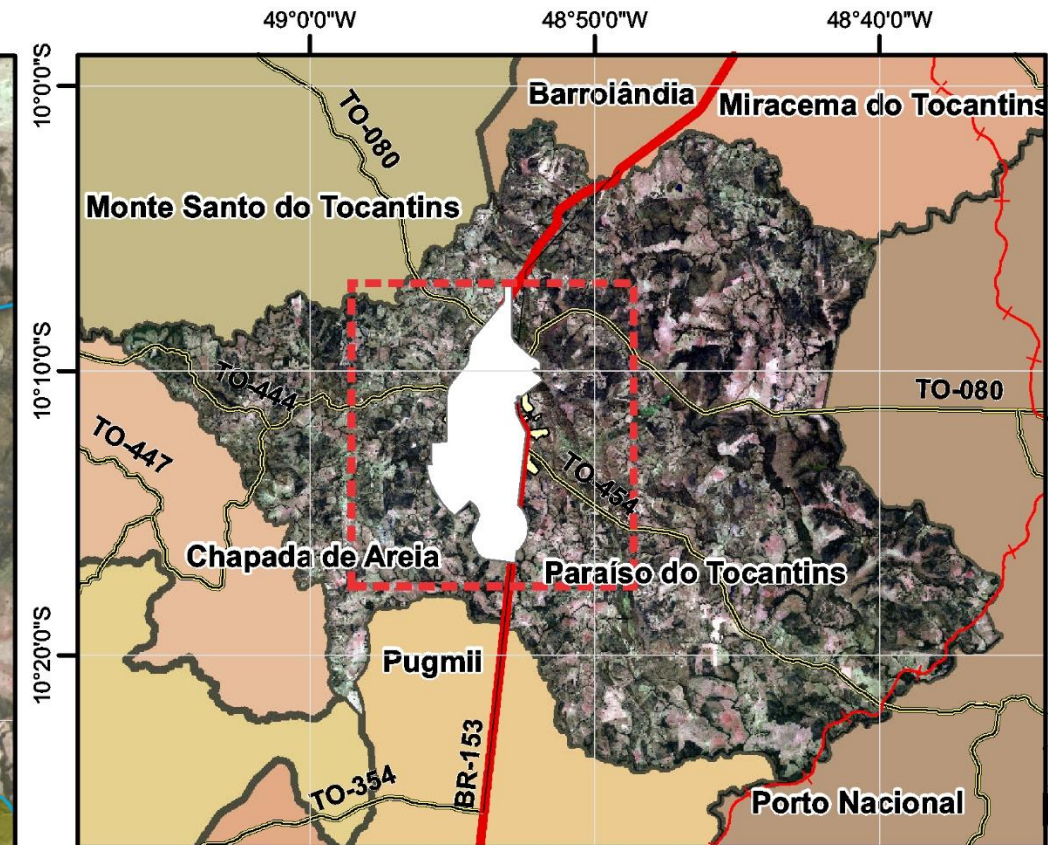 49°0'0"W
48°50'0"W
48°40'0"W
10°0'0"S
Barrolândia
Miracema do Tocantins
TO-080
Monte Santo do Tocantins
10°10'0"S
TO-444
TO-080
TO-447
TO-454
Chapada de Areia
Paraíso do Tocantins
10°20'0"S
Pugmii
BR-153
TO-354
Porto Nacional